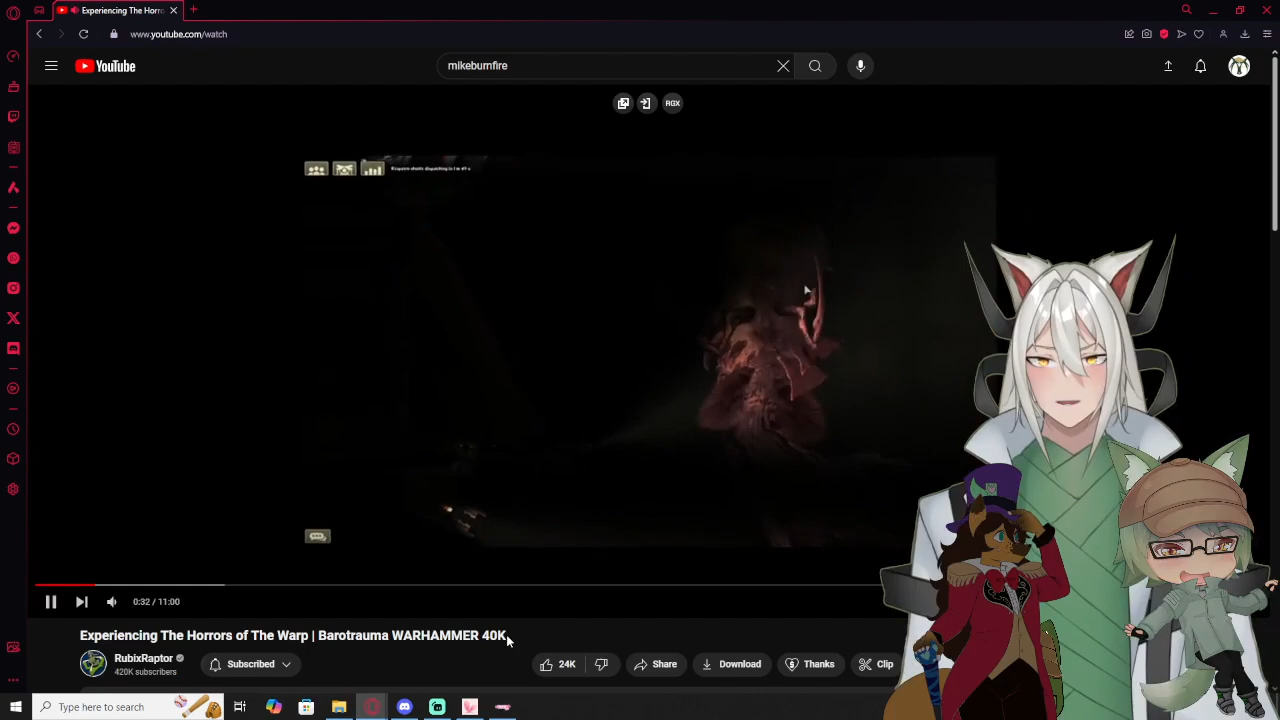 Experiencing The Horro
www.youtube.com/watch
YouTube
mikeburnfire
RGX
0:32 / 11:00
Experiencing The Horrors of The Warp | Barotrauma WARHAMMER 40K
RubixRaptor
420K subscribers
Subscribed
24K
Share
Download
Thanks
Clip
Type here to search